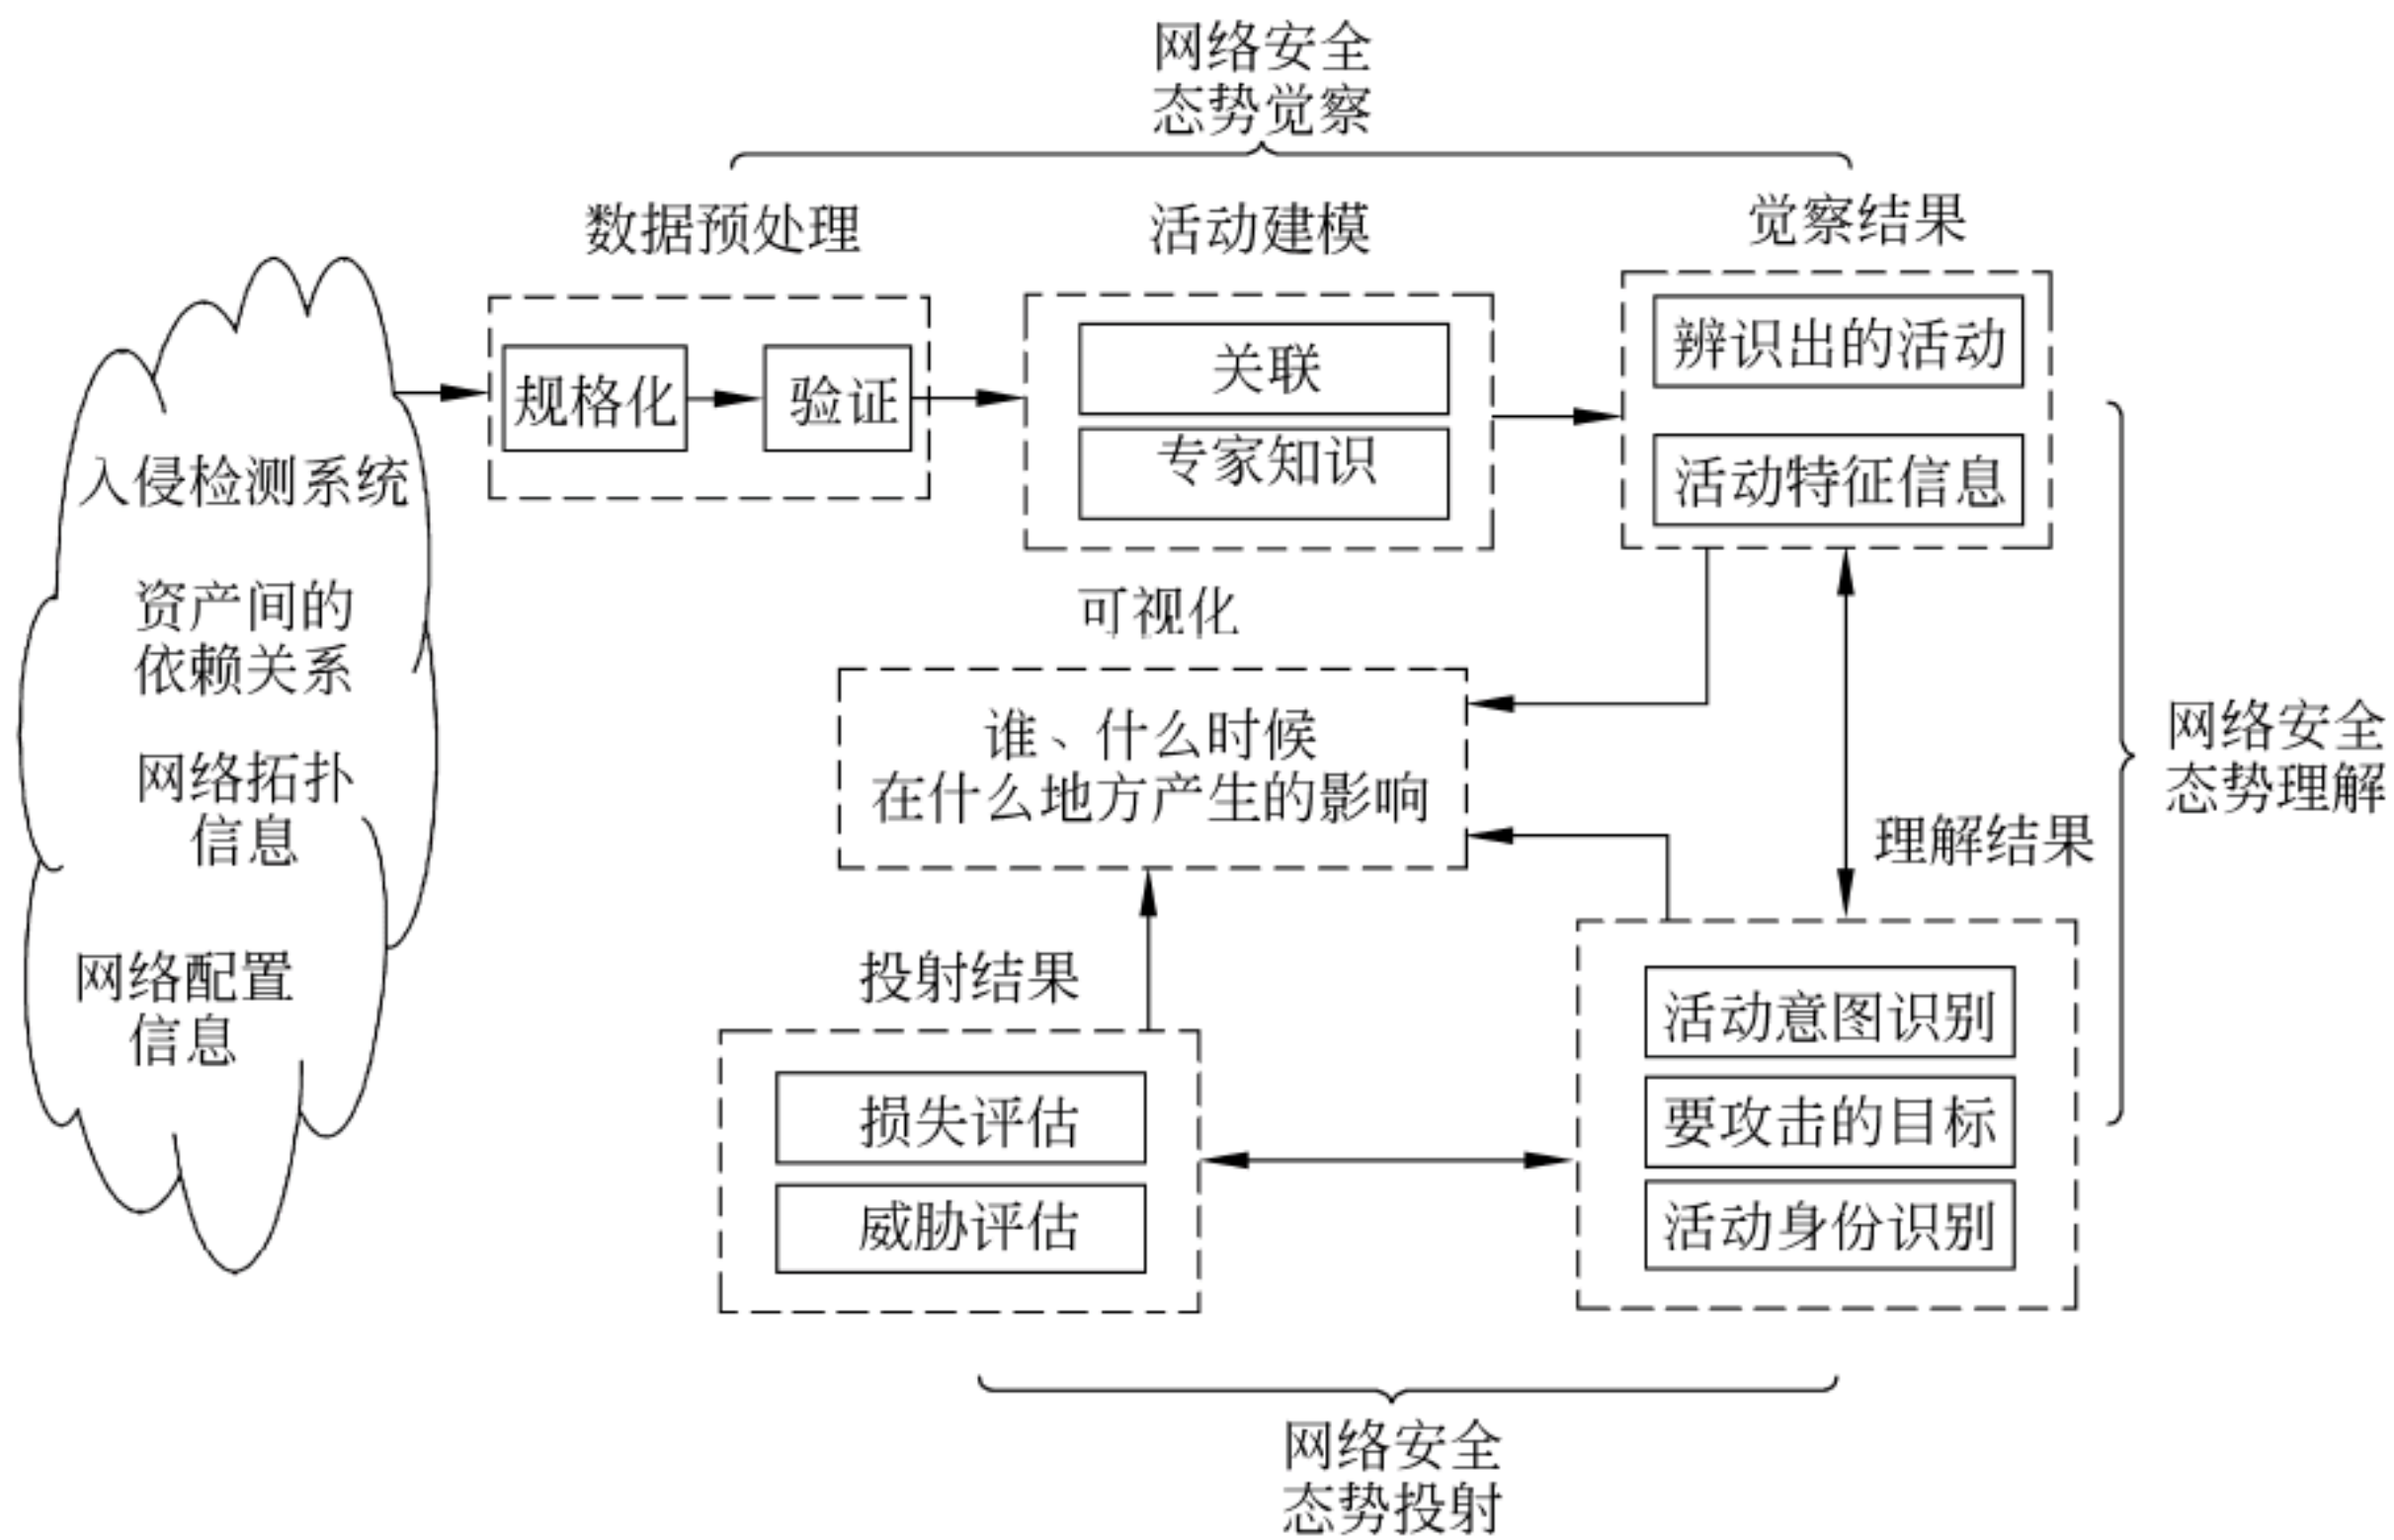 网络安全
态势觉察
数据预处理
活动建模
觉察结果
规格化
验证
关联
专家知识
辨识出的活动
活动特征信息
入侵检测系统
资产间的
依赖关系
网络拓扑
信息
网络配置
信息
可视化
谁、什么时候
在什么地方产生的影响
网络安全
态势理解
理解结果
投射结果
损失评估
威胁评估
活动意图识别
要攻击的目标
活动身份识别
网络安全
态势投射